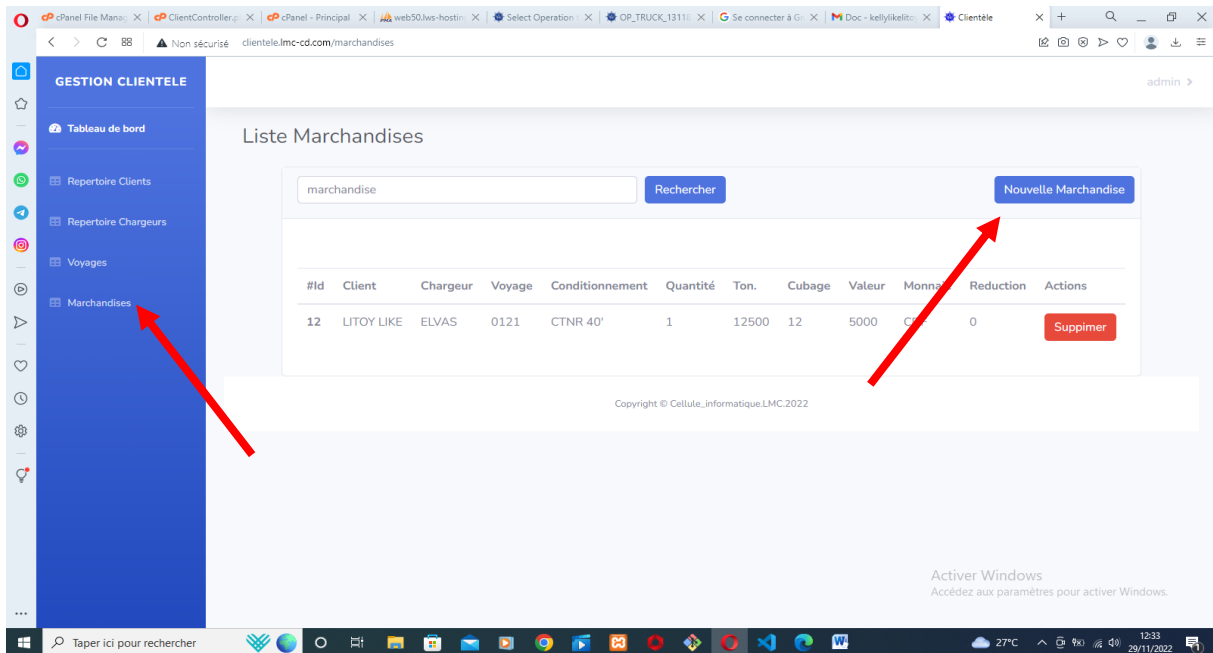 cPanel File Manag
ClientController.p
cPanel - Principal
web50.lws-hostin
Select Operation
OP_TRUCK_1311
Se connecter à G
Doc - kellylikelito
Clientèle
Non sécurisé clientele.lmc-cd.com/marchandises
GESTION CLIENTELE
admin
Tableau de bord
Repertoire Clients
Repertoire Chargeurs
Voyages
Marchandises
Liste Marchandises
marchandise
Rechercher
Nouvelle Marchandise
#Id Client Chargeur Voyage Conditionnement Quantité Ton. Cubage Valeur Reduction Actions
12 LITOY LIKE ELVAS 0121 CTNR 40' 1 12500 12 5000 0 Suppimer
Copyright © Cellule_informatique.LMC.2022
Activer Windows
Accédez aux paramètres pour activer Windows.
Taper ici pour rechercher
27°C
12:33
29/11/2022